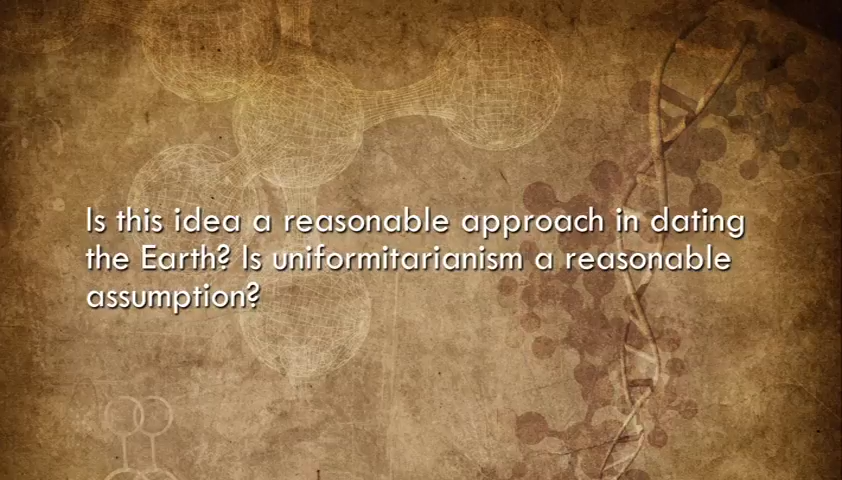 Is this idea a reasonable approach in dating
the Earth? Is uniformitarianism a reasonable
assumption?